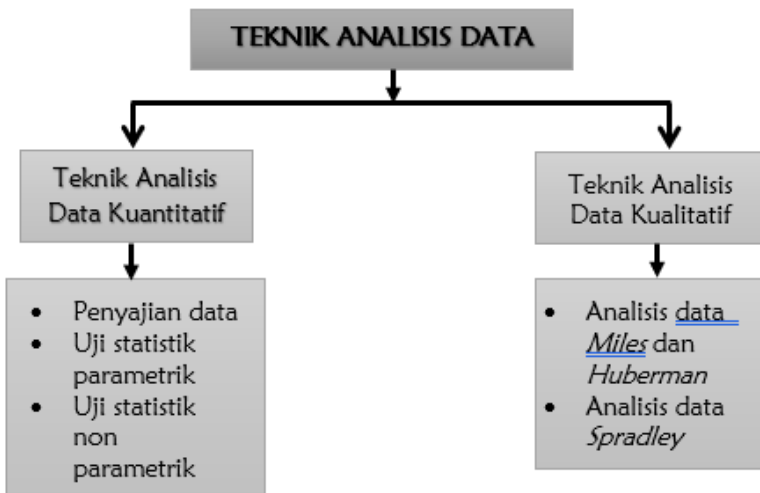 TEKNIK ANALISIS DATA
Teknik Analisis
Data Kuantitatif
Teknik Analisis
Data Kualitatif
• Penyajian data
• Uji statistik
parametrik
• Uji statistik
non
parametrik
• Analisis data
Miles dan
Huberman
• Analisis data
Spradley